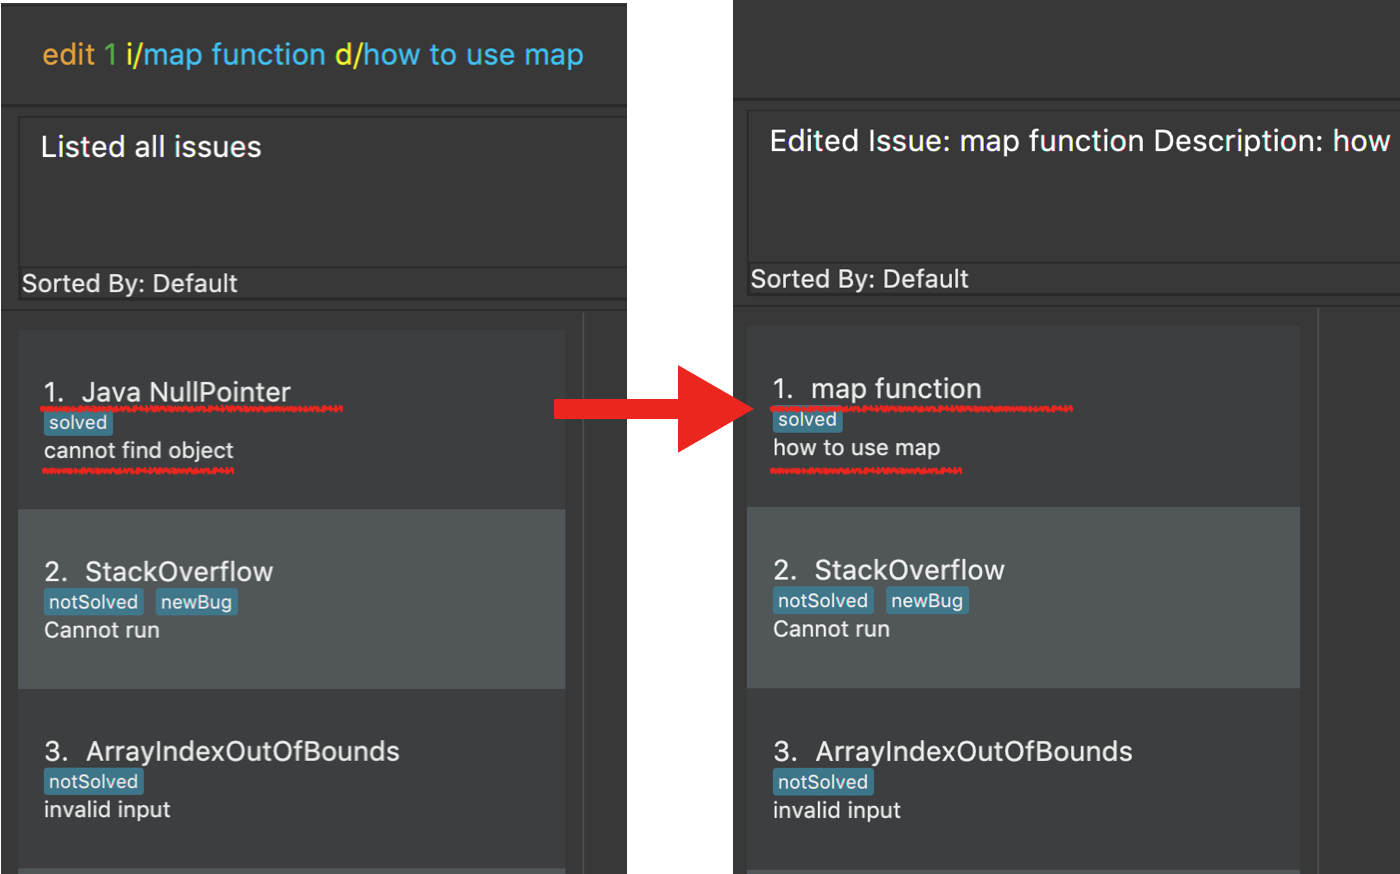 edit 1 i/map function d/how to use map
Listed all issues
Sorted By: Default
1. Java NullPointer
solved
cannot find object
2. StackOverflow
notSolved newBug
Cannot run
3. ArrayIndexOutOfBounds
notSolved
invalid input
Edited Issue: map function Description: how
Sorted By: Default
1. map function
solved
how to use map
2. StackOverflow
notSolved newBug
Cannot run
3. ArrayIndexOutOfBounds
notSolved
invalid input